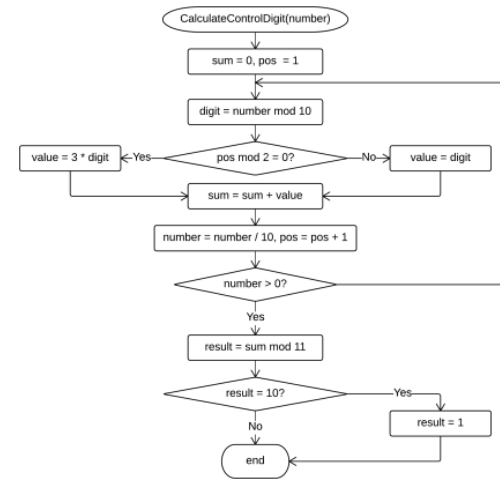 CalculateControlDigit(number)
sum = 0, pos = 1
digit = number mod 10
value = 3 * digit
Yes
pos mod 2 = 0?
No
value = digit
sum = sum + value
number = number / 10, pos = pos + 1
number > 0?
Yes
result = sum mod 11
result = 10?
Yes
No
result = 1
end